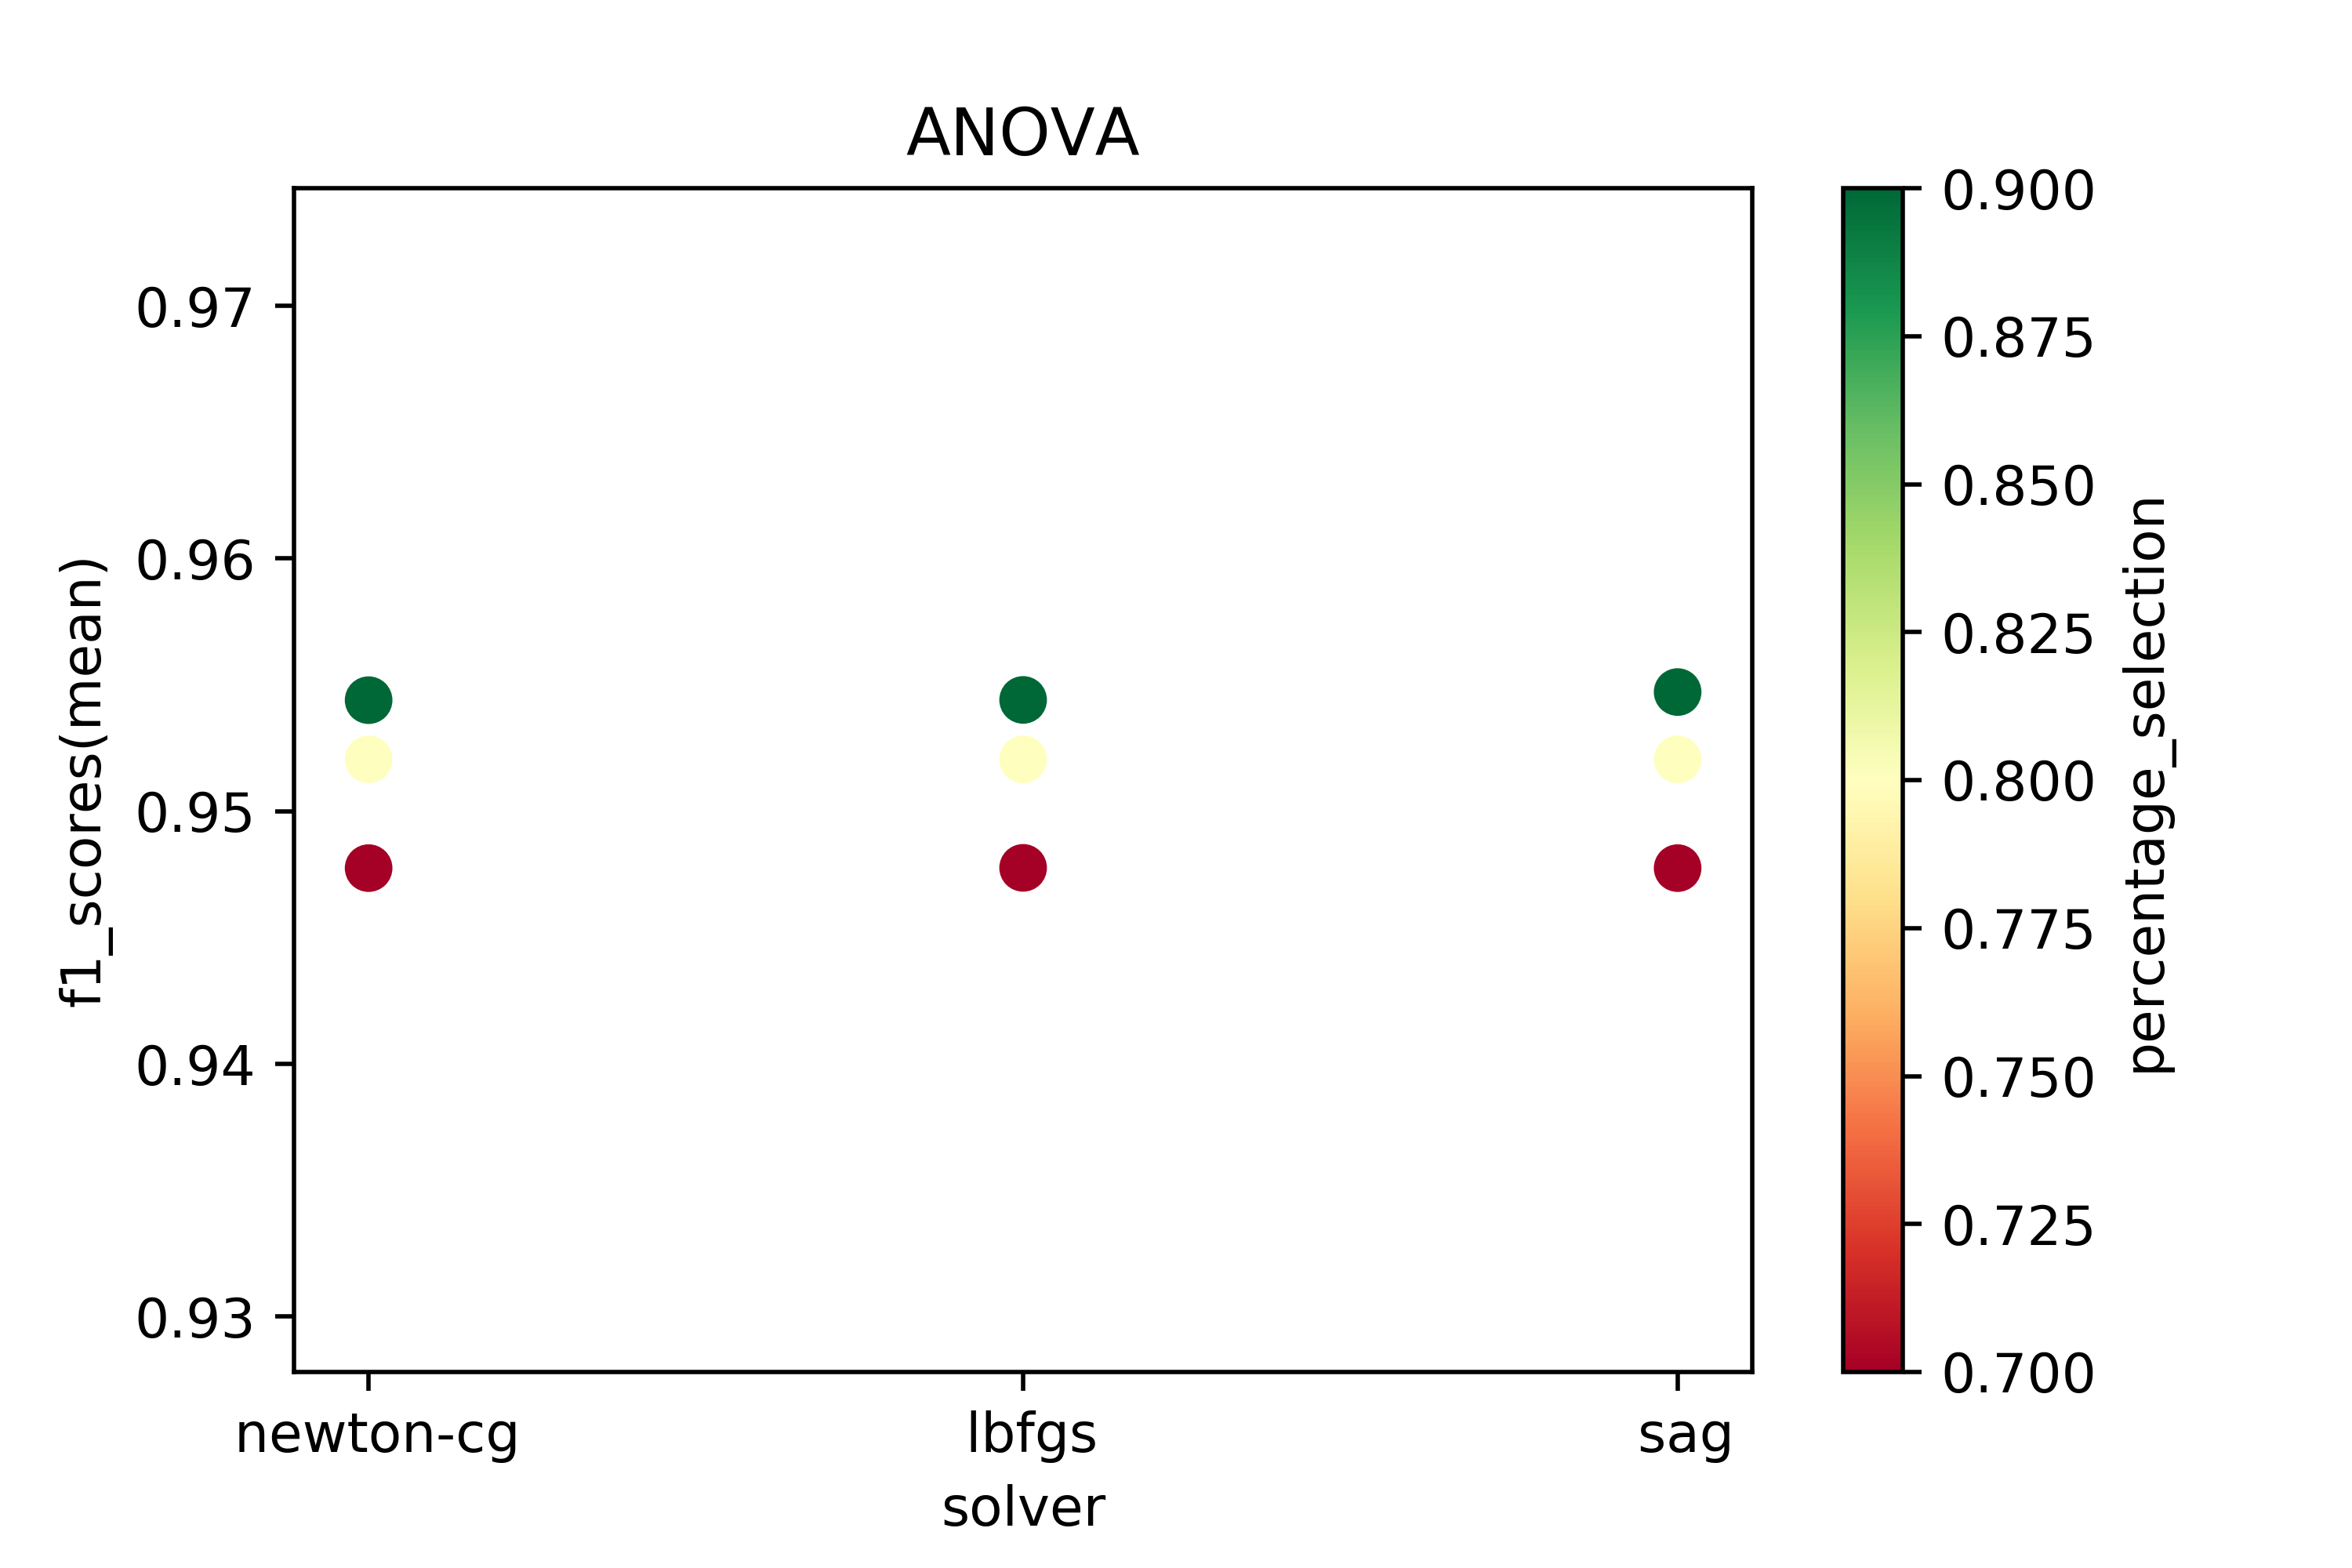 ANOVA
f1_scores(mean)
0.97
0.96
0.95
0.94
0.93
newton-cg
lbfgs
sag
solver
0.900
0.875
0.850
0.825
0.800
0.775
0.750
0.725
0.700
percentage_selection